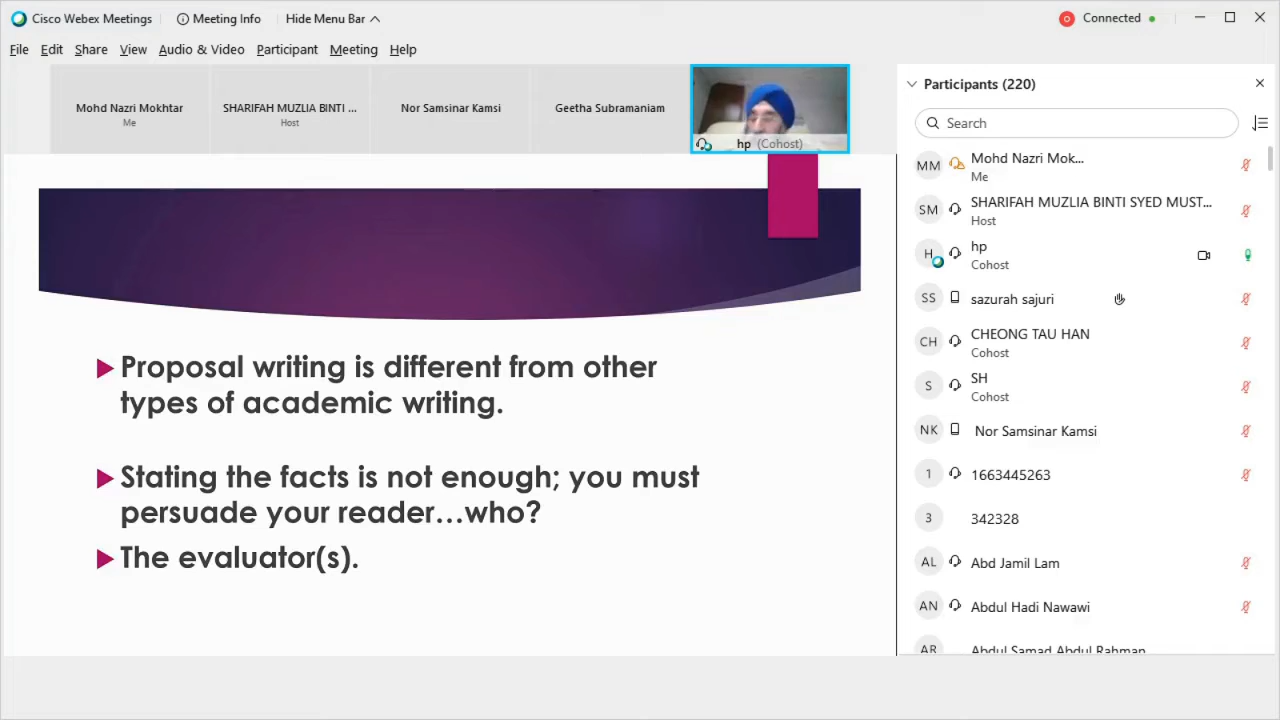 Cisco Webex Meetings
Meeting Info
Hide Menu Bar
Connected
File Edit Share View Audio & Video Participant Meeting Help
Mohd Nazri Mokhtar
Me
SHARIFAH MUZLIA BINTI ...
Host
Nor Samsinar Kamsi
Geetha Subramaniam
hp (Cohost)
Proposal writing is different from other
types of academic writing.
Stating the facts is not enough; you must
persuade your reader...who?
The evaluator(s).
Participants (220)
Search
MM Mohd Nazri Mok...
Me
SM SHARIFAH MUZLIA BINTI SYED MUST...
Host
H hp
Cohost
SS sazurah sajuri
CH CHEONG TAU HAN
Cohost
S SH
Cohost
NK Nor Samsinar Kamsi
1 1663445263
3 342328
AL Abd Jamil Lam
AN Abdul Hadi Nawawi
AR Abdul Samad Abdul Rahman